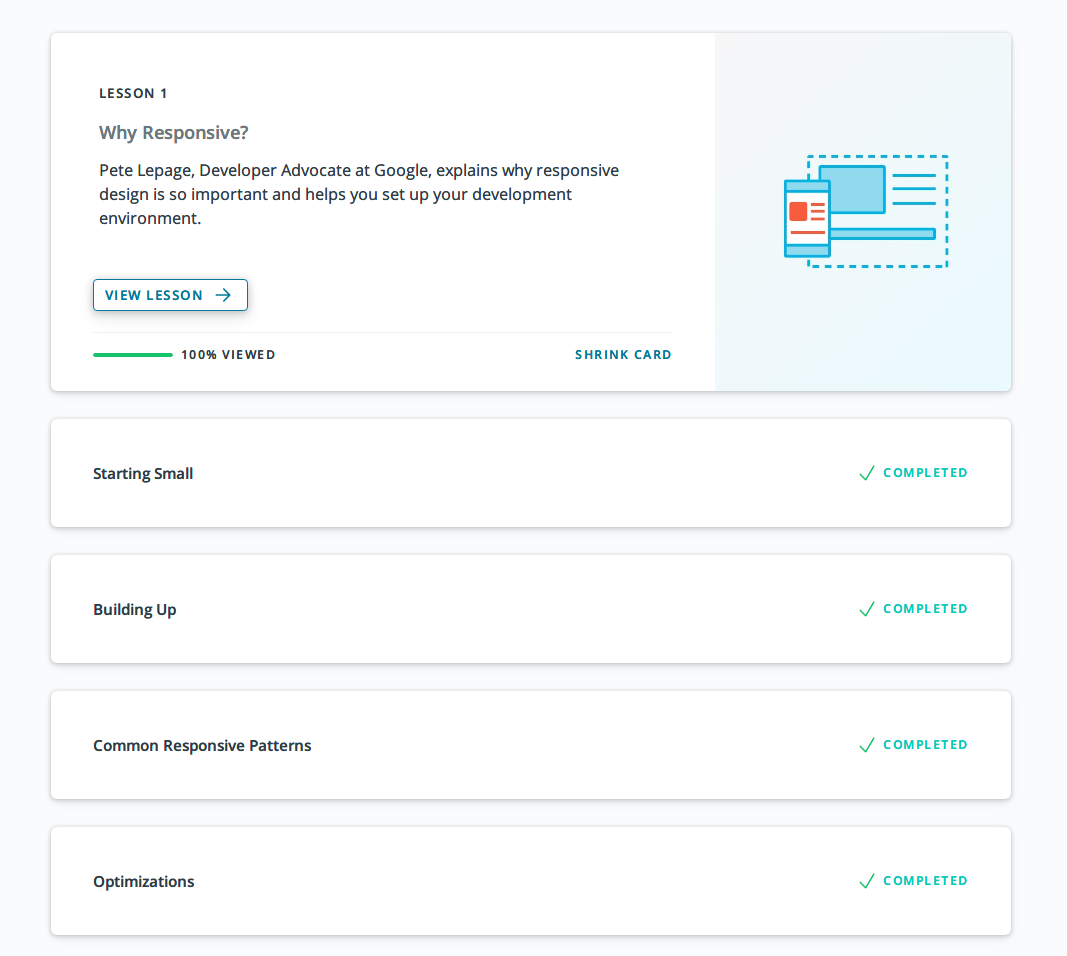 LESSON 1
Why Responsive?
Pete Lepage, Developer Advocate at Google, explains why responsive
design is so important and helps you set up your development
environment.
VIEW LESSON
100% VIEWED
SHRINK CARD
Starting Small
COMPLETED
Building Up
COMPLETED
Common Responsive Patterns
COMPLETED
Optimizations
COMPLETED